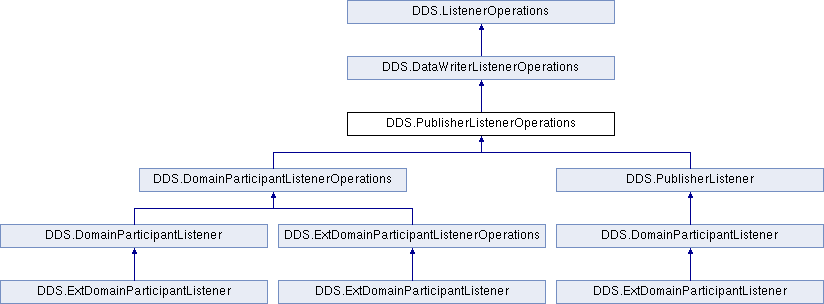 DDS.ListenerOperations
DDS.DataWriterListenerOperations
DDS.PublisherListenerOperations
DDS.DomainParticipantListenerOperations
DDS.PublisherListener
DDS.DomainParticipantListener
DDS.ExtDomainParticipantListenerOperations
DDS.DomainParticipantListener
DDS.ExtDomainParticipantListener
DDS.ExtDomainParticipantListener
DDS.ExtDomainParticipantListener